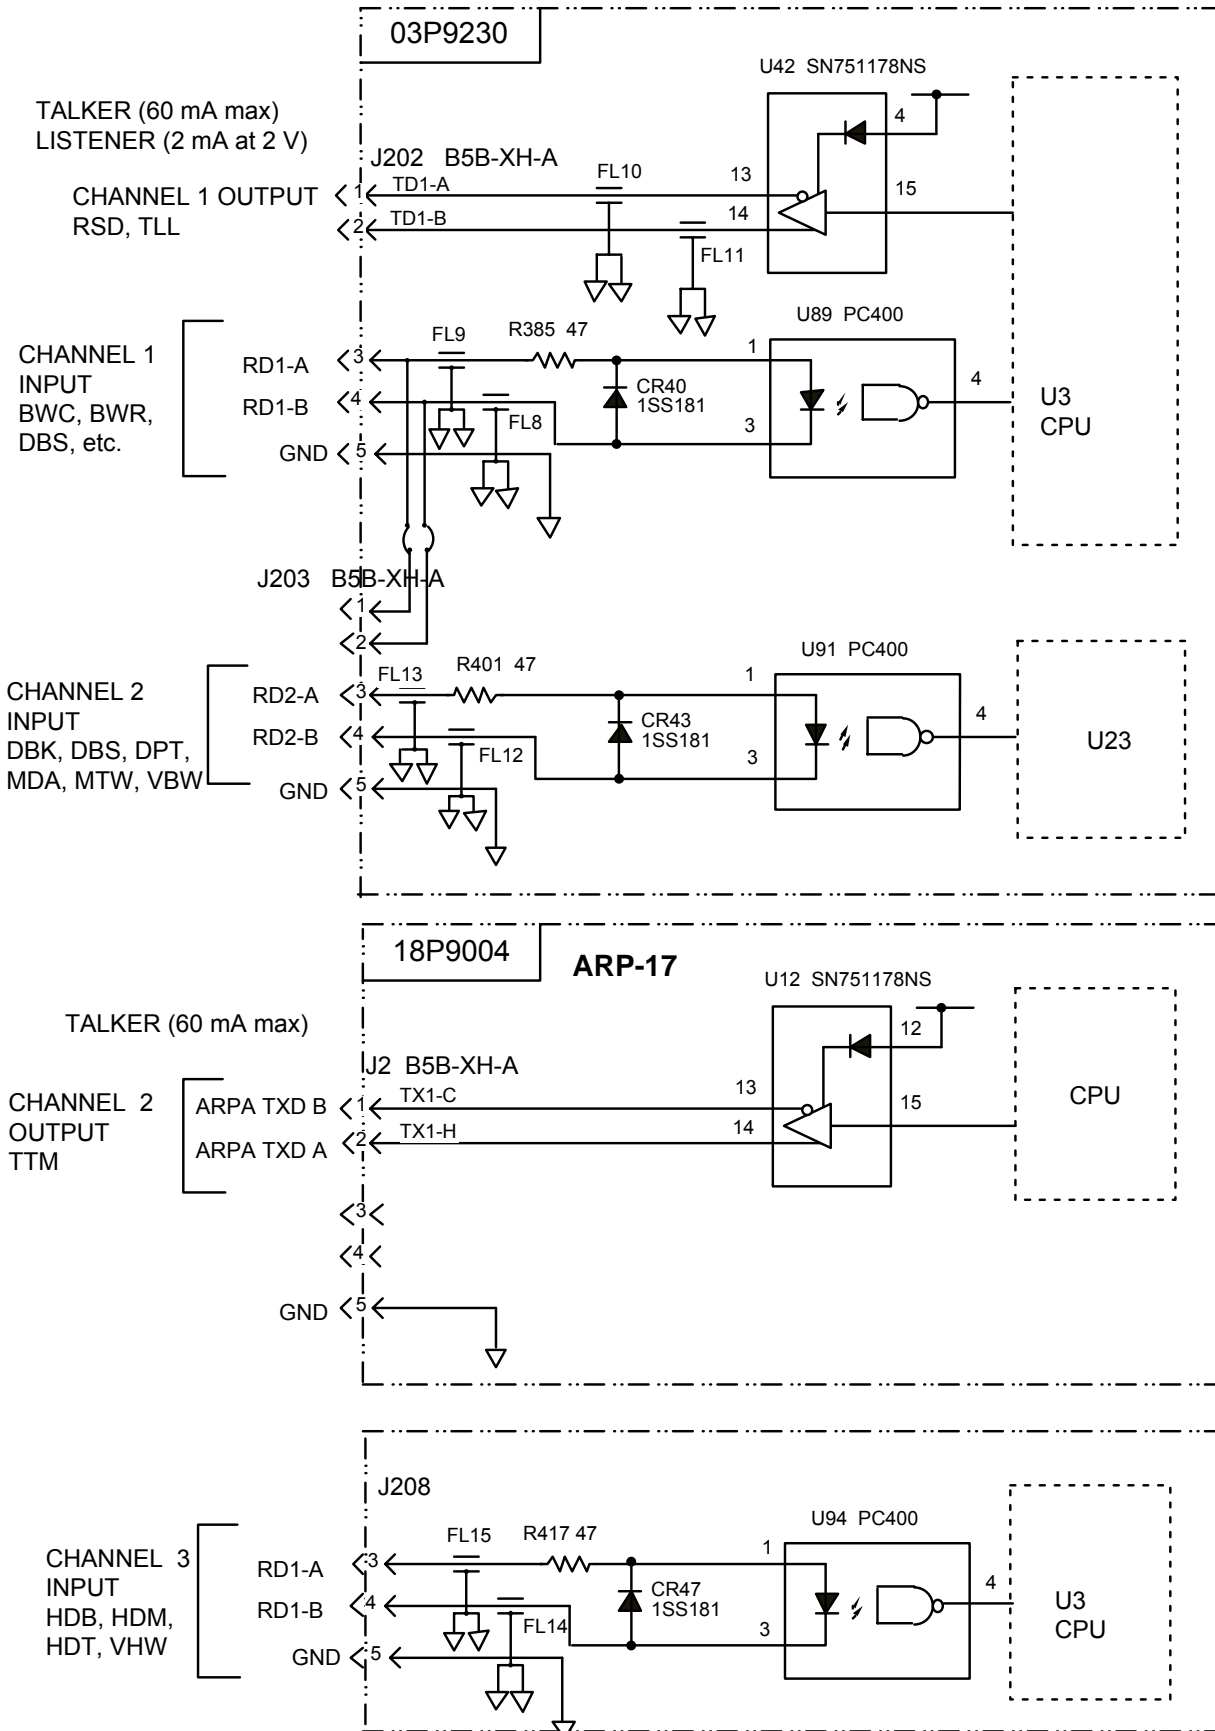 03P9230
U42 SN751178NS
TALKER (60 mA max)
LISTENER (2 mA at 2 V)
4
J202 B5B-XH-A
FL10
13
15
CHANNEL 1 OUTPUT
RSD, TLL
1
TD1-A
2
TD1-B
14
FL11
U89 PC400
CHANNEL 1
INPUT
BWC, BWR,
DBS, etc.
RD1-A
3
FL9
R385 47
1
RD1-B
4
FL8
CR40
1SS181
3
4
GND
5
U3
CPU
J203 B5B-XH-A
1
2
U91 PC400
CHANNEL 2
INPUT
DBK, DBS, DPT,
MDA, MTW, VBW
RD2-A
3
FL13
R401 47
1
RD2-B
4
FL12
CR43
1SS181
3
4
GND
5
U23
18P9004
ARP-17
U12 SN751178NS
TALKER (60 mA max)
12
J2 B5B-XH-A
13
15
CPU
CHANNEL 2
OUTPUT
TTM
ARPA TXD B
1
TX1-C
ARPA TXD A
2
TX1-H
14
3
4
GND
5
J208
U94 PC400
CHANNEL 3
INPUT
HDB, HDM,
HDT, VHW
RD1-A
3
FL15
R417 47
1
RD1-B
4
FL14
CR47
1SS181
3
4
GND
5
U3
CPU